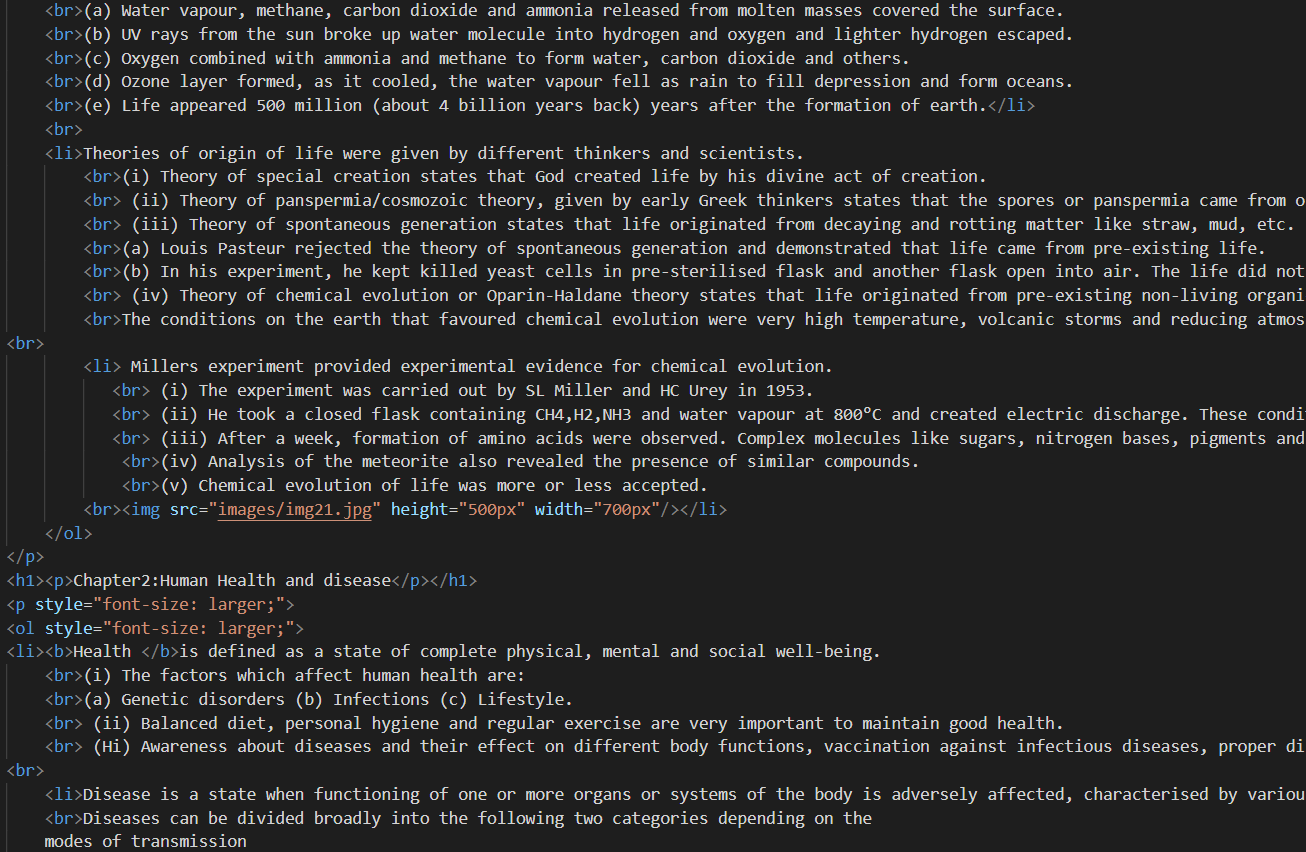 <br>(a) Water vapour, methane, carbon dioxide and ammonia released from molten masses covered the surface.
<br>(b) UV rays from the sun broke up water molecule into hydrogen and oxygen and lighter hydrogen escaped.
<br>(c) Oxygen combined with ammonia and methane to form water, carbon dioxide and others.
<br>(d) Ozone layer formed, as it cooled, the water vapour fell as rain to fill depression and form oceans.
<br>(e) Life appeared 500 million (about 4 billion years back) years after the formation of earth.</li>
<br>
<li>Theories of origin of life were given by different thinkers and scientists.
<br>(i) Theory of special creation states that God created life by his divine act of creation.
<br> (ii) Theory of panspermia/cosmozoic theory, given by early Greek thinkers states that the spores or panspermia came from o
<br> (iii) Theory of spontaneous generation states that life originated from decaying and rotting matter like straw, mud, etc.
<br>(a) Louis Pasteur rejected the theory of spontaneous generation and demonstrated that life came from pre-existing life.
<br>(b) In his experiment, he kept killed yeast cells in pre-sterilised flask and another flask open into air. The life did not
<br> (iv) Theory of chemical evolution or Oparin-Haldane theory states that life originated from pre-existing non-living organi
<br>The conditions on the earth that favoured chemical evolution were very high temperature, volcanic storms and reducing atmos
<br>
<li> Millers experiment provided experimental evidence for chemical evolution.
<br> (i) The experiment was carried out by SL Miller and HC Urey in 1953.
<br> (ii) He took a closed flask containing CH4,H2,NH3 and water vapour at 800°C and created electric discharge. These condi
<br> (iii) After a week, formation of amino acids were observed. Complex molecules like sugars, nitrogen bases, pigments and
<br>(iv) Analysis of the meteorite also revealed the presence of similar compounds.
<br>(v) Chemical evolution of life was more or less accepted.
<br><img src="images/img21.jpg" height="500px" width="700px"/></li>
</ol>
</p>
<h1><p>Chapter2:Human Health and disease</p></h1>
<p style="font-size: larger;">
<ol style="font-size: larger;">
<li><b>Health </b>is defined as a state of complete physical, mental and social well-being.
<br>(i) The factors which affect human health are:
<br>(a) Genetic disorders (b) Infections (c) Lifestyle.
<br> (ii) Balanced diet, personal hygiene and regular exercise are very important to maintain good health.
<br> (Hi) Awareness about diseases and their effect on different body functions, vaccination against infectious diseases, proper di
<br>
<li>Disease is a state when functioning of one or more organs or systems of the body is adversely affected, characterised by variou
<br>Diseases can be divided broadly into the following two categories depending on the
modes of transmission